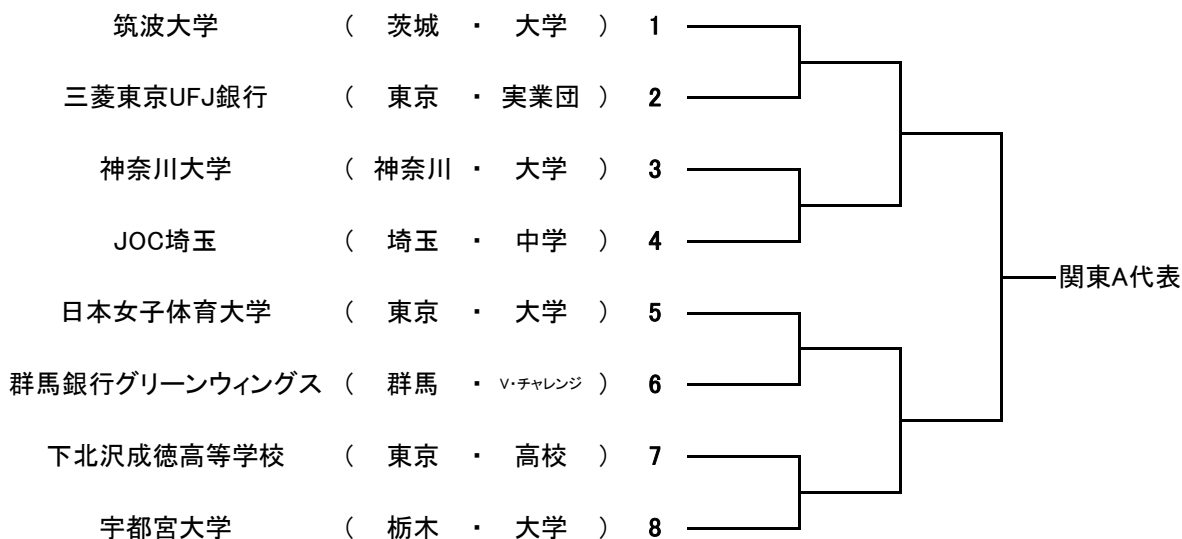 筑波大学 ( 茨城 ・ 大学 ) 1
三菱東京UFJ銀行 ( 東京 ・ 実業団 ) 2
神奈川大学 ( 神奈川 ・ 大学 ) 3
JOC埼玉 ( 埼玉 ・ 中学 ) 4
関東A代表
日本女子体育大学 ( 東京 ・ 大学 ) 5
群馬銀行グリーンウィングス ( 群馬 ・ V・チャレンジ ) 6
下北沢成徳高等学校 ( 東京 ・ 高校 ) 7
宇都宮大学 ( 栃木 ・ 大学 ) 8